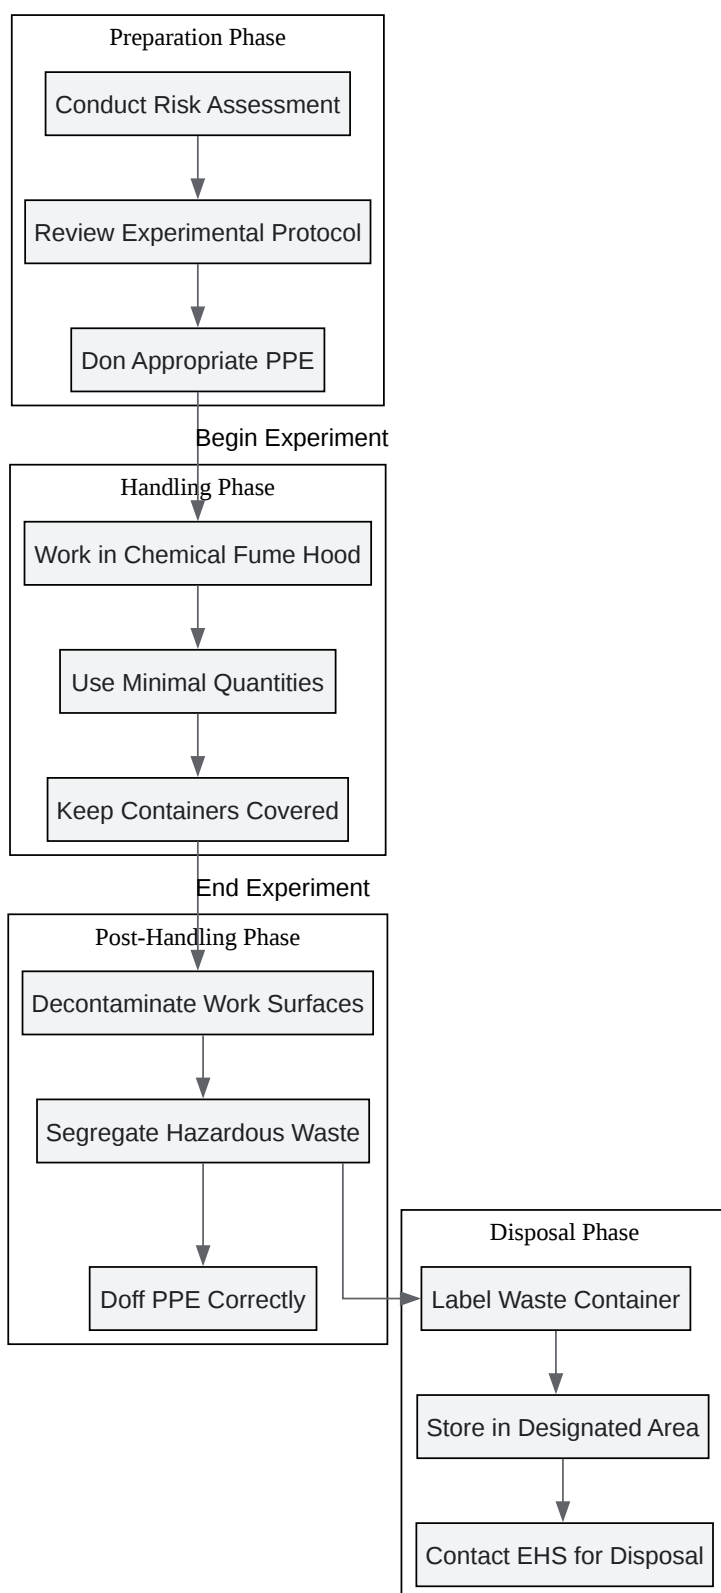 Preparation Phase
Conduct Risk Assessment
Review Experimental Protocol
Don Appropriate PPE
Begin Experiment
Handling Phase
Work in Chemical Fume Hood
Use Minimal Quantities
Keep Containers Covered
End Experiment
Post-Handling Phase
Decontaminate Work Surfaces
Segregate Hazardous Waste
Doff PPE Correctly
Disposal Phase
Label Waste Container
Store in Designated Area
Contact EHS for Disposal